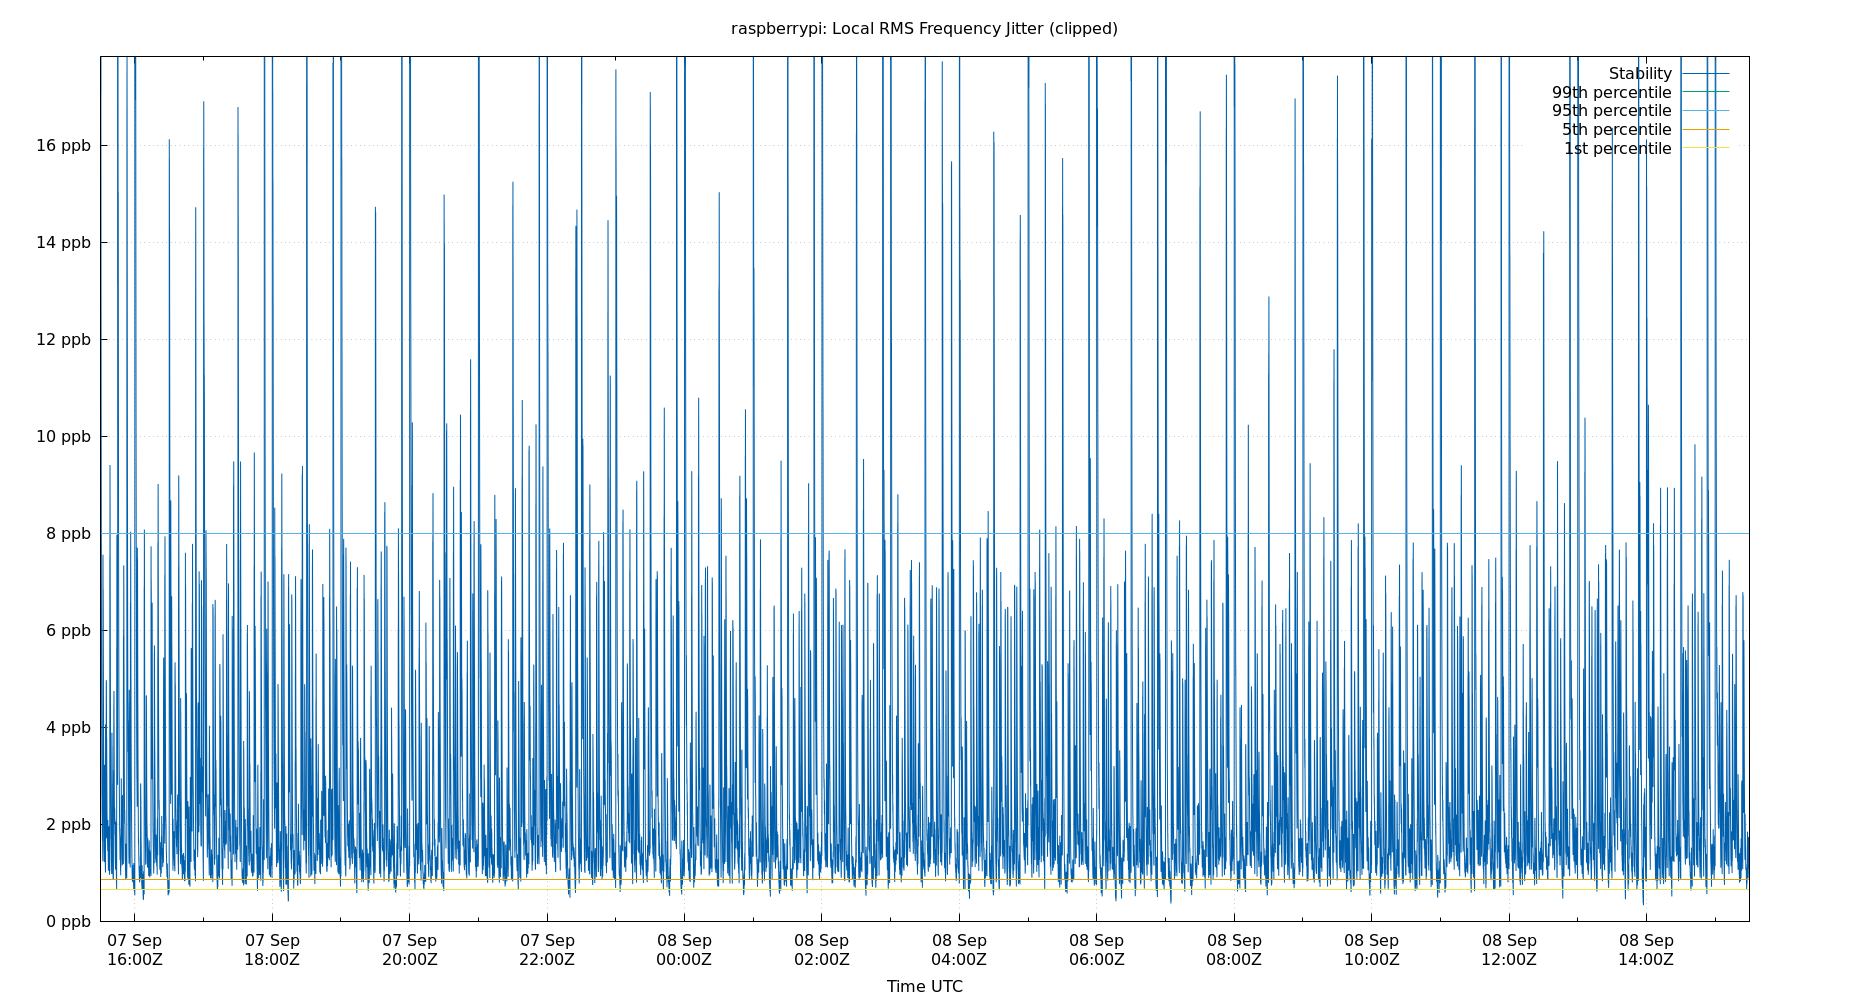 raspberrypi: Local RMS Frequency Jitter (clipped)
Stability
99th percentile
95th percentile
5th percentile
1st percentile
16 ppb
14 ppb
12 ppb
10 ppb
8 ppb
6 ppb
4 ppb
2 ppb
0 ppb
07 Sep 07 Sep 07 Sep 07 Sep 08 Sep 08 Sep 08 Sep 08 Sep 08 Sep 08 Sep 08 Sep 08 Sep
16:00Z 18:00Z 20:00Z 22:00Z 00:00Z 02:00Z 04:00Z 06:00Z 08:00Z 10:00Z 12:00Z 14:00Z
Time UTC